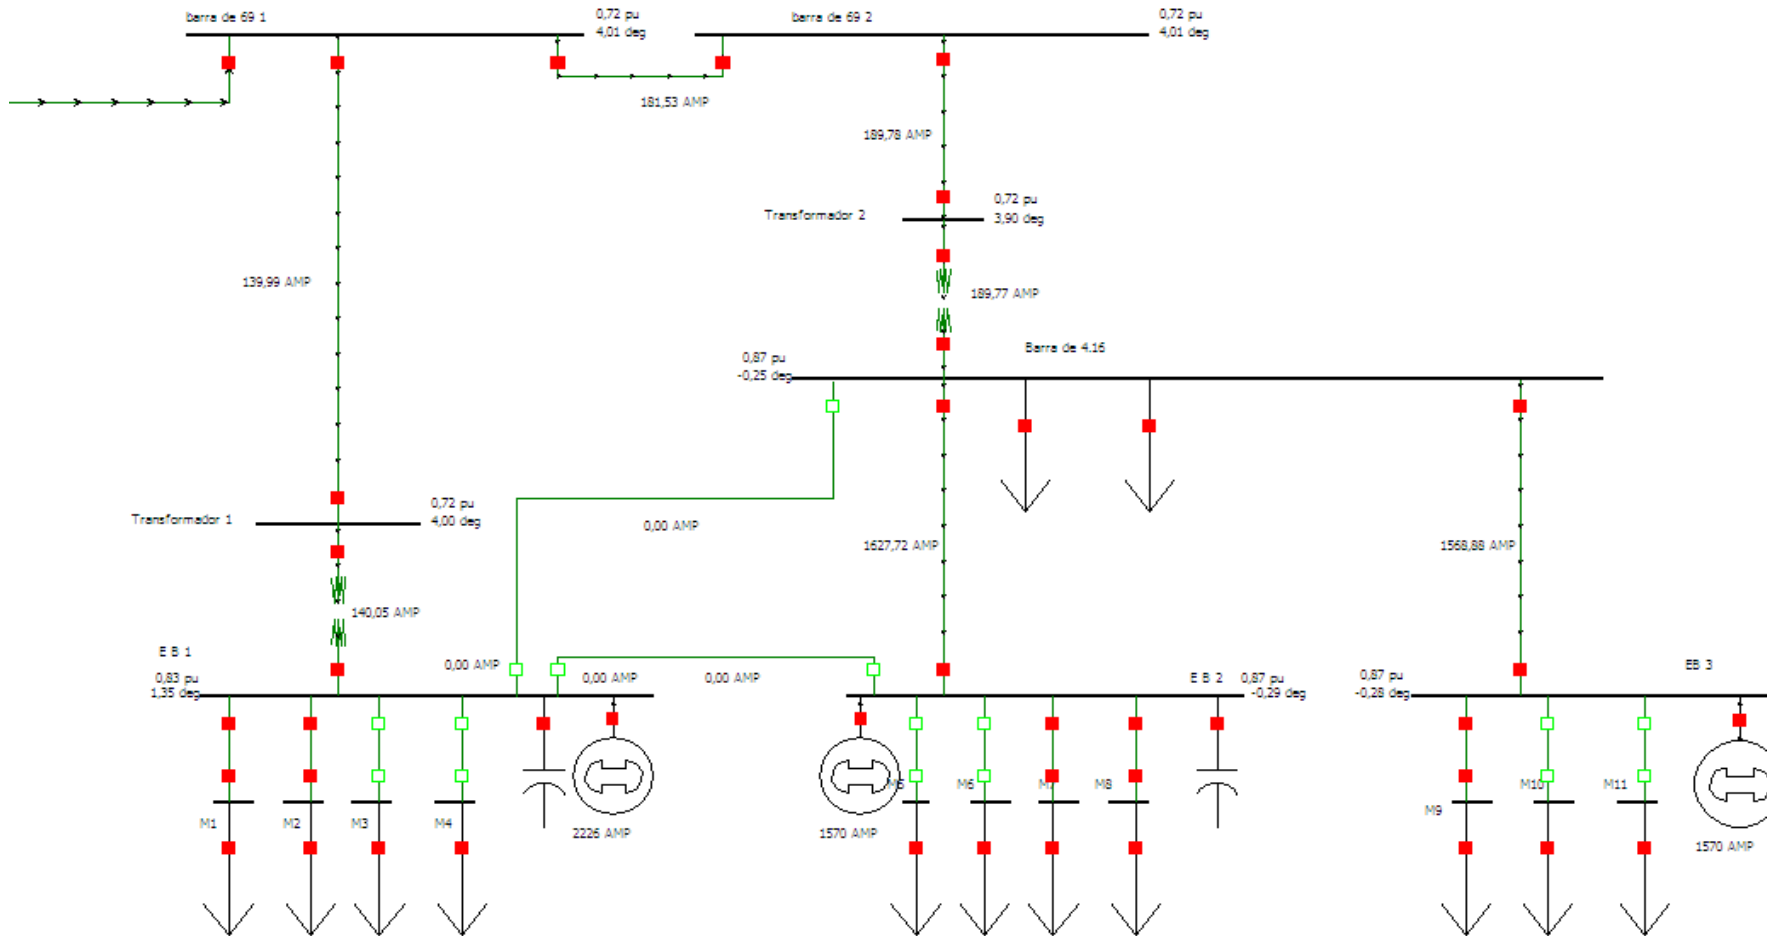 barra de 69 1
0,72 pu
4,01 deg
barra de 69 2
0,72 pu
4,01 deg
181,53 AMP
189,78 AMP
Transformador 2
0,72 pu
3,90 deg
139,99 AMP
189,77 AMP
Barra de 4.16
0,87 pu
-0,25 deg
Transformador 1
0,72 pu
4,00 deg
0,00 AMP
1627,72 AMP
1568,88 AMP
140,05 AMP
E B 1
0,83 pu
1,35 deg
0,00 AMP
0,00 AMP
0,00 AMP
E B 2
0,87 pu
-0,29 deg
0,87 pu
-0,28 deg
EB 3
M1
M2
M3
M4
2226 AMP
1570 AMP
M5
M6
M7
M8
M9
M10
M11
1570 AMP